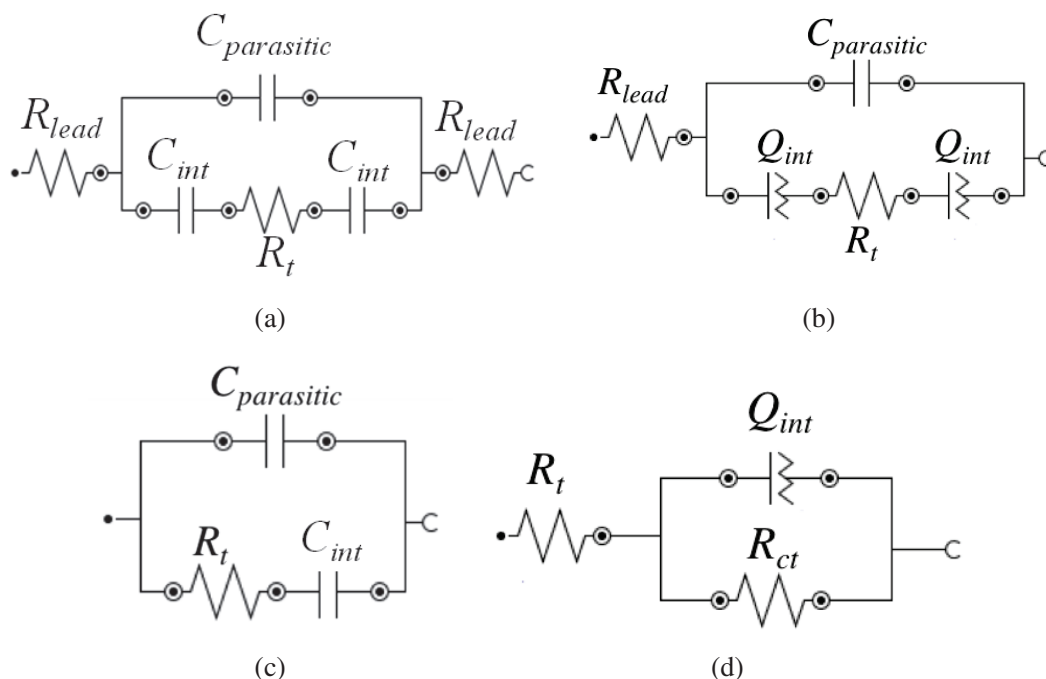 C_parasitic
R_lead
C_int
C_int
R_lead
R_t
(a)
C_parasitic
R_lead
Q_int
Q_int
R_t
(b)
C_parasitic
R_t
C_int
(c)
Q_int
R_t
R_ct
(d)